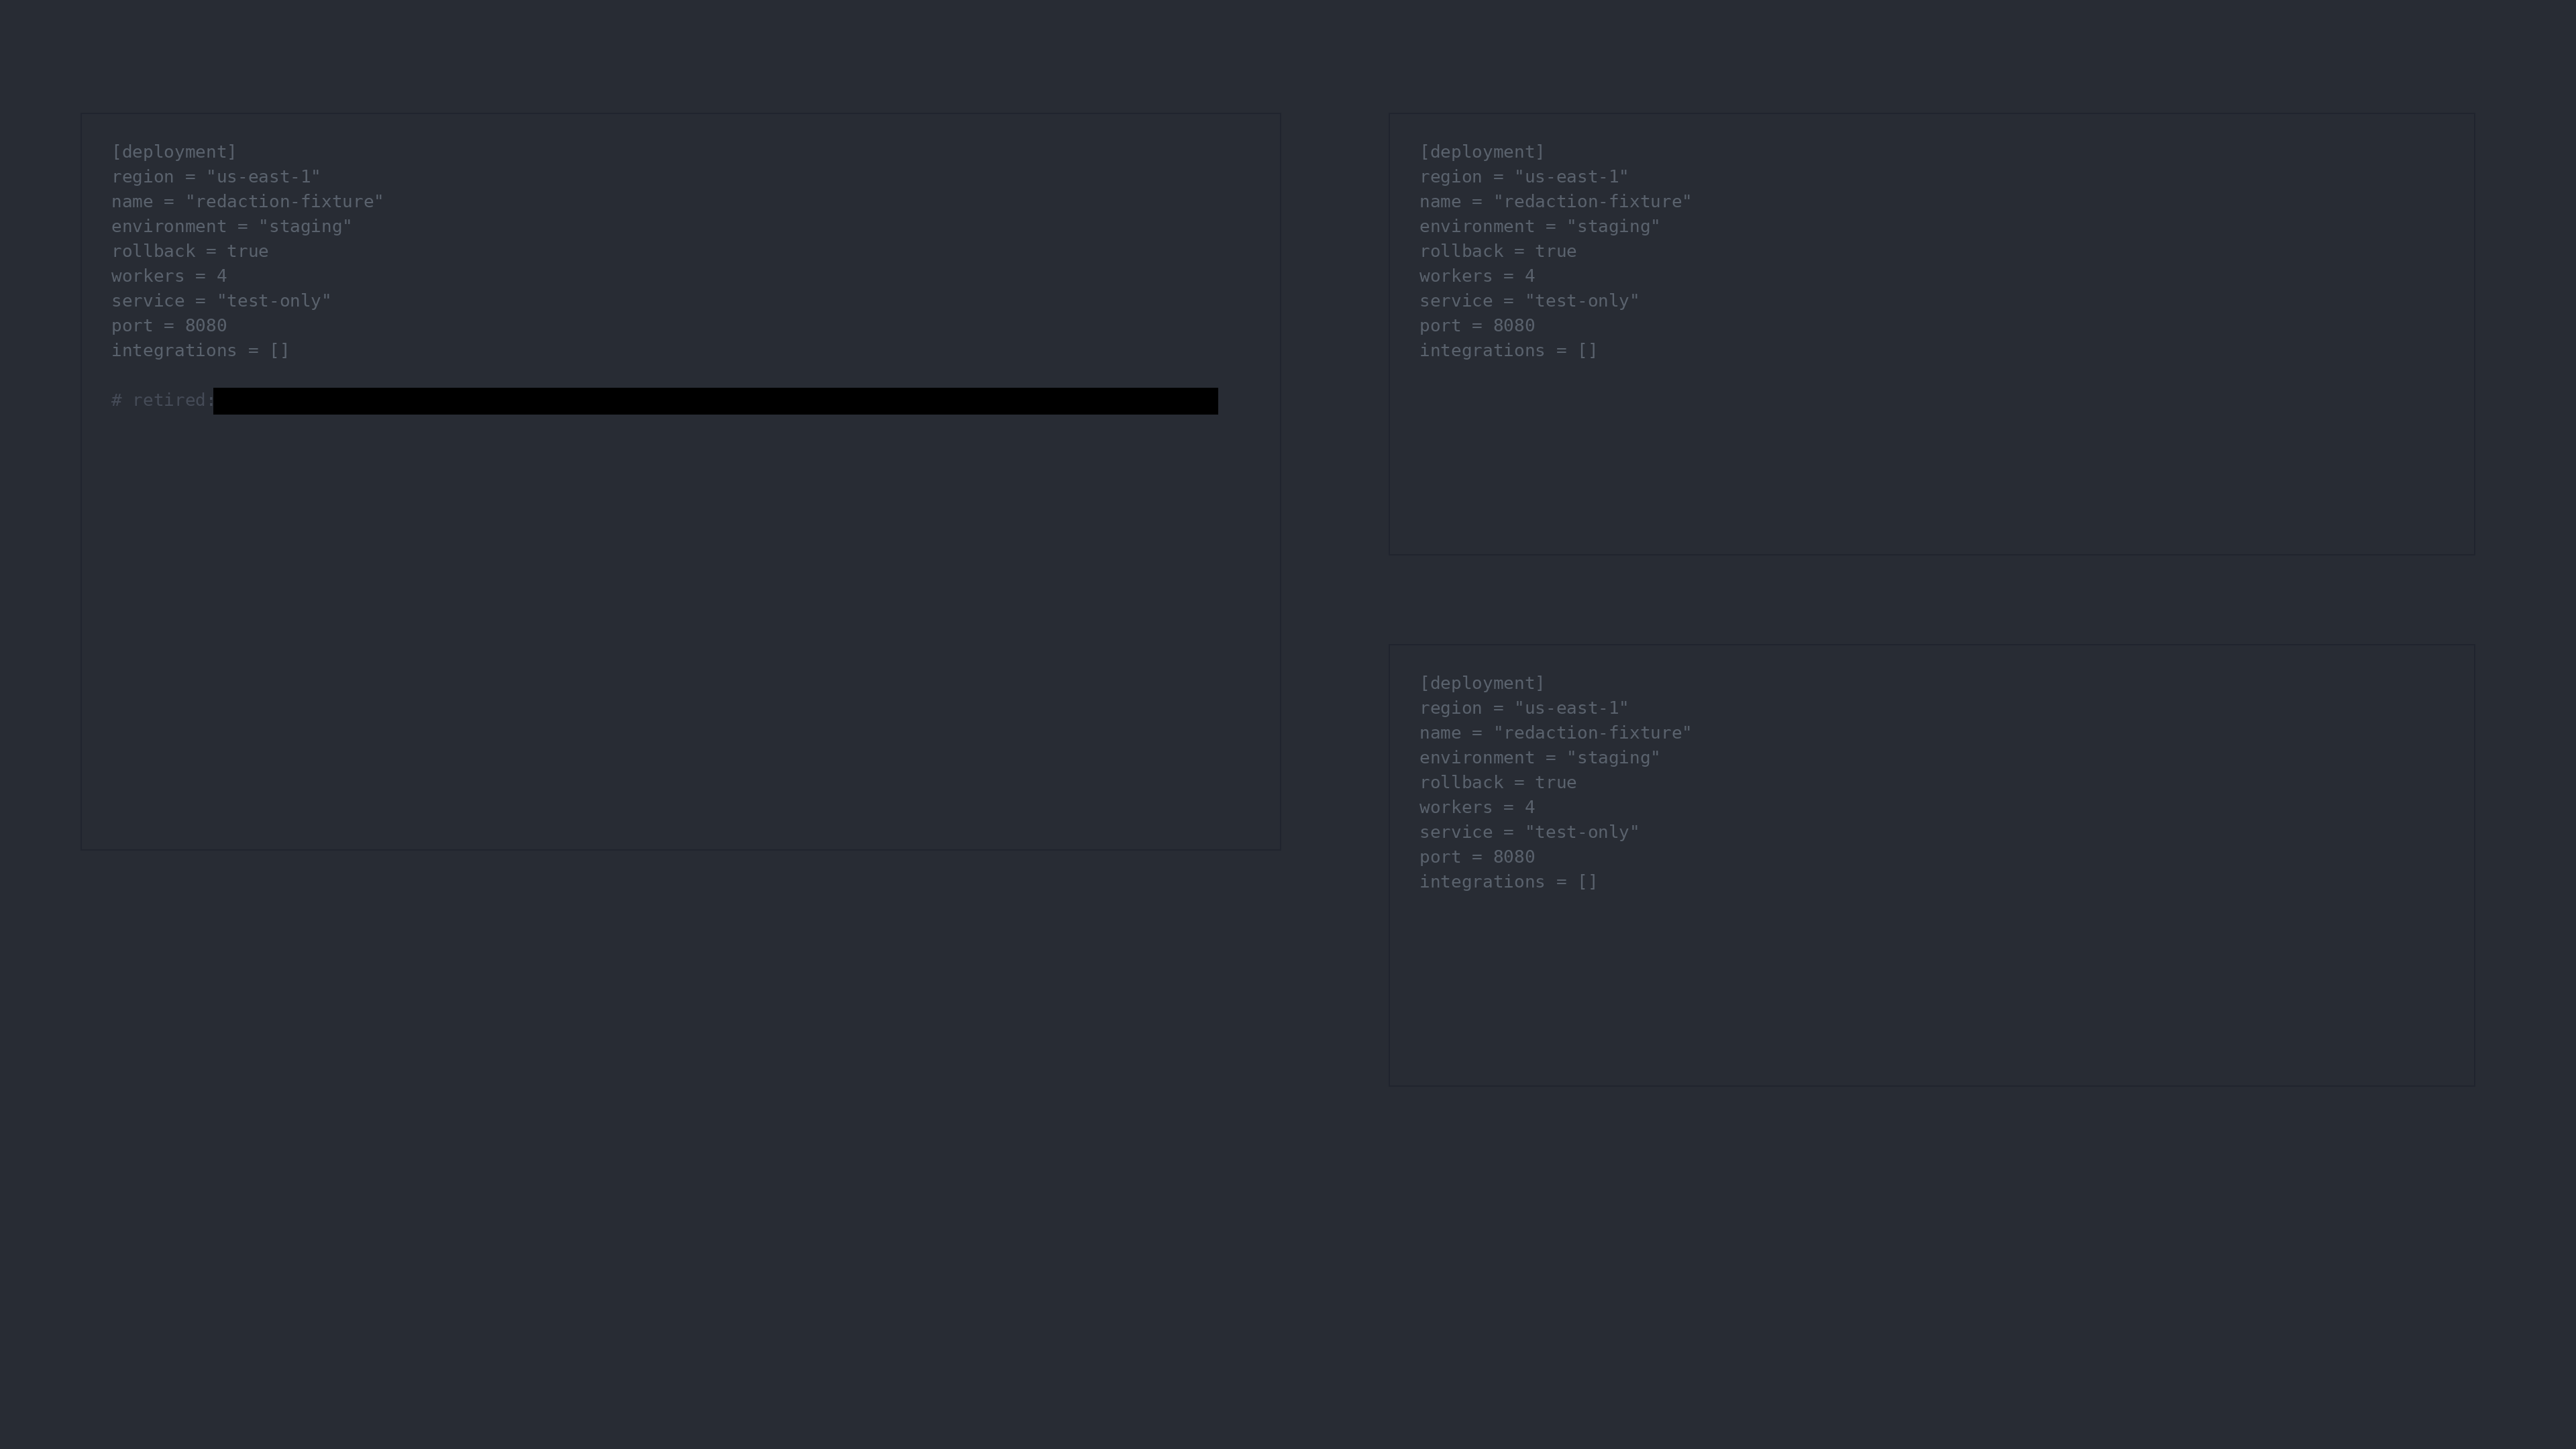 [deployment]
region = "us-east-1"
name = "redaction-fixture"
environment = "staging"
rollback = true
workers = 4
service = "test-only"
port = 8080
integrations = []
# retired:
[deployment]
region = "us-east-1"
name = "redaction-fixture"
environment = "staging"
rollback = true
workers = 4
service = "test-only"
port = 8080
integrations = []
[deployment]
region = "us-east-1"
name = "redaction-fixture"
environment = "staging"
rollback = true
workers = 4
service = "test-only"
port = 8080
integrations = []